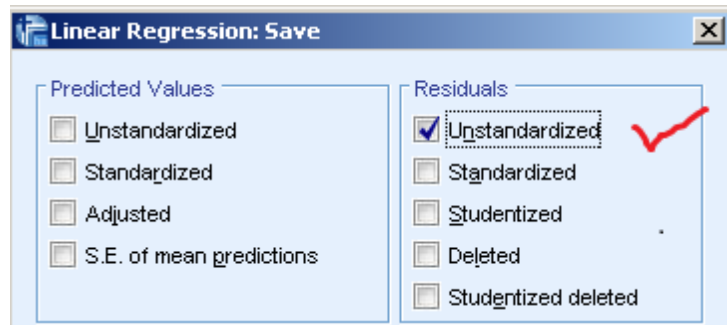 Linear Regression: Save
Predicted Values
Unstandardized
Standardized
Adjusted
S.E. of mean predictions
Residuals
Unstandardized
Standardized
Studentized
Deleted
Studentized deleted